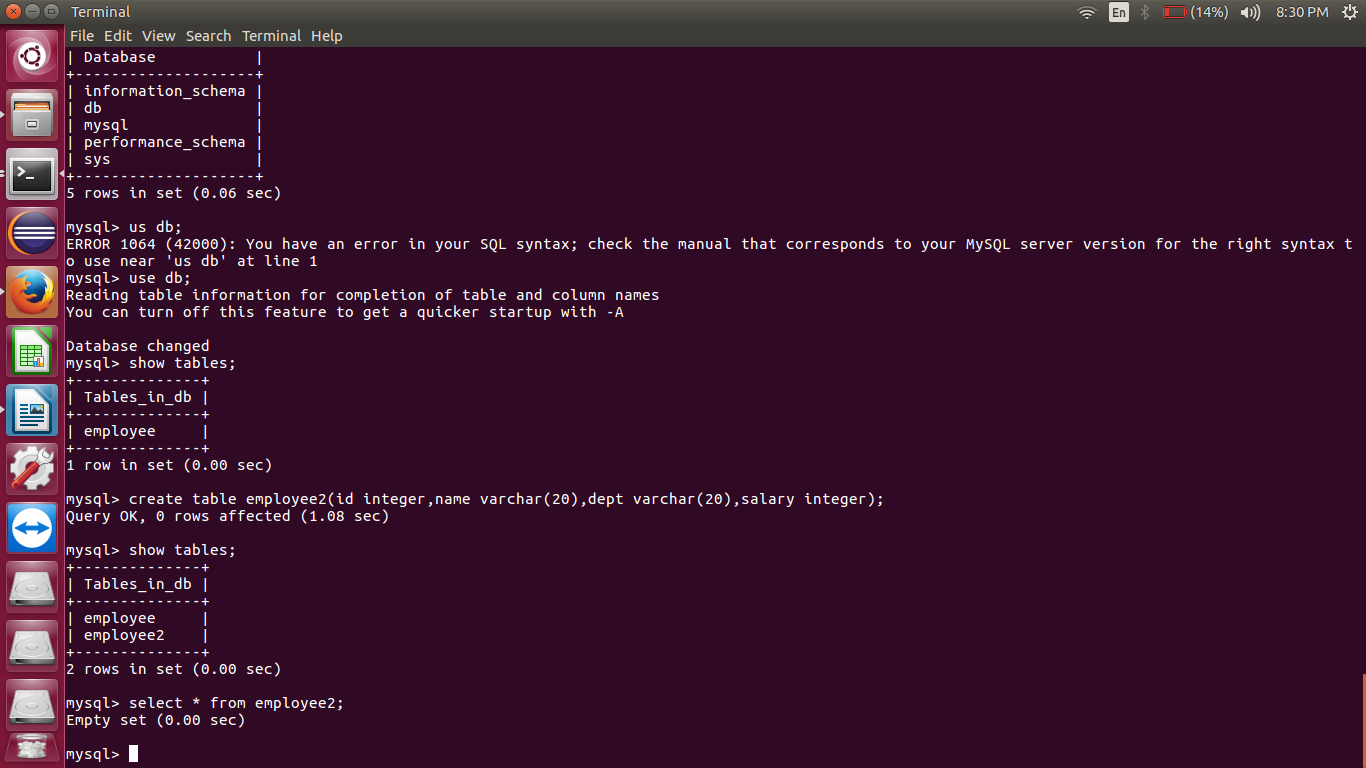 Terminal
En
(14%)
8:30 PM
File Edit View Search Terminal Help
| Database           |
+--------------------+
| information_schema |
| db                 |
| mysql              |
| performance_schema |
| sys                |
+--------------------+
5 rows in set (0.06 sec)
mysql> us db;
ERROR 1064 (42000): You have an error in your SQL syntax; check the manual that corresponds to your MySQL server version for the right syntax t
o use near 'us db' at line 1
mysql> use db;
Reading table information for completion of table and column names
You can turn off this feature to get a quicker startup with -A
Database changed
mysql> show tables;
+--------------+
| Tables_in_db |
+--------------+
| employee     |
+--------------+
1 row in set (0.00 sec)
mysql> create table employee2(id integer,name varchar(20),dept varchar(20),salary integer);
Query OK, 0 rows affected (1.08 sec)
mysql> show tables;
+--------------+
| Tables_in_db |
+--------------+
| employee     |
| employee2    |
+--------------+
2 rows in set (0.00 sec)
mysql> select * from employee2;
Empty set (0.00 sec)
mysql>